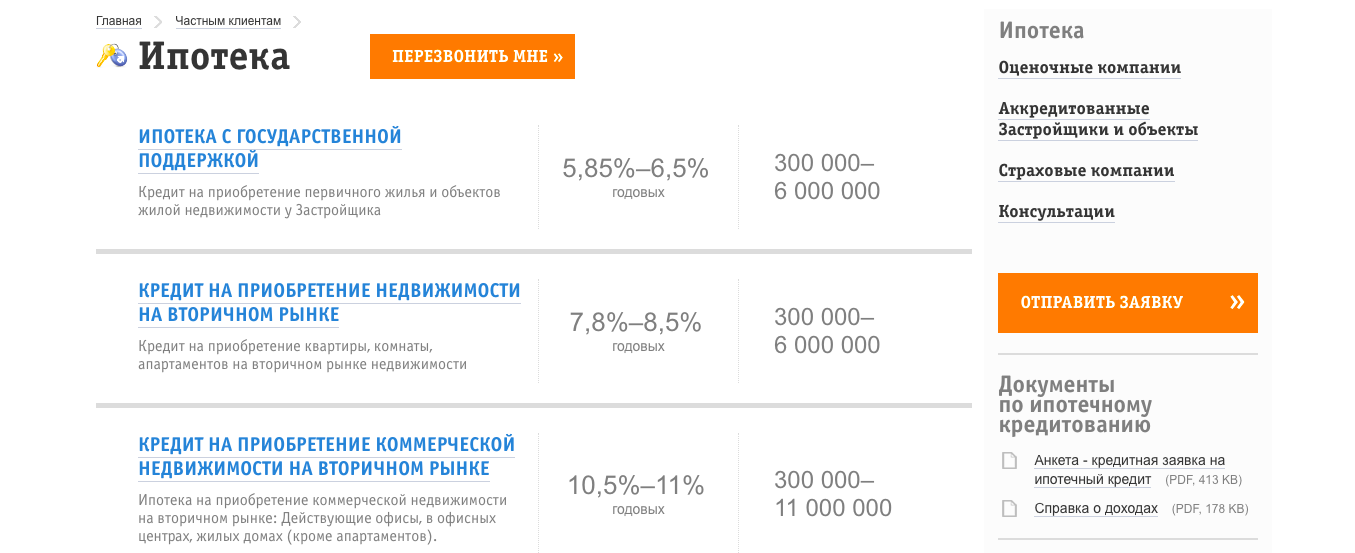 Главная
Частным клиентам
Ипотека
ПЕРЕЗВОНИТЬ МНЕ »
ИПОТЕКА С ГОСУДАРСТВЕННОЙ
ПОДДЕРЖКОЙ
Кредит на приобретение первичного жилья и объектов
жилой недвижимости у Застройщика
5,85%–6,5%
годовых
300 000–
6 000 000
КРЕДИТ НА ПРИОБРЕТЕНИЕ НЕДВИЖИМОСТИ
НА ВТОРИЧНОМ РЫНКЕ
Кредит на приобретение квартиры, комнаты,
апартаментов на вторичном рынке недвижимости
7,8%–8,5%
годовых
300 000–
6 000 000
КРЕДИТ НА ПРИОБРЕТЕНИЕ КОММЕРЧЕСКОЙ
НЕДВИЖИМОСТИ НА ВТОРИЧНОМ РЫНКЕ
Ипотека на приобретение коммерческой недвижимости
на вторичном рынке: Действующие офисы, в офисных
центрах, жилых домах (кроме апартаментов).
10,5%–11%
годовых
300 000–
11 000 000
Ипотека
Оценочные компании
Аккредитованные
Застройщики и объекты
Страховые компании
Консультации
ОТПРАВИТЬ ЗАЯВКУ »
Документы
по ипотечному
кредитованию
Анкета - кредитная заявка на
ипотечный кредит (PDF, 413 KB)
Справка о доходах (PDF, 178 KB)